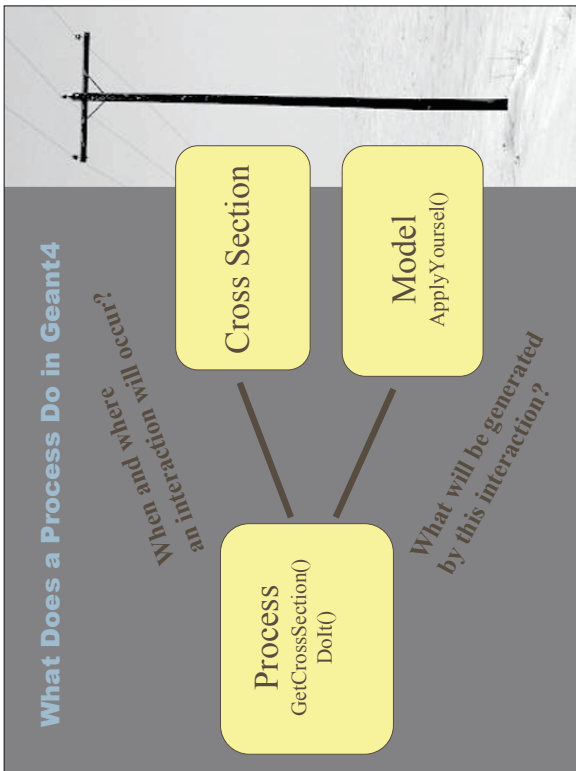 What Does a Process Do in Geant4
When and where
an interaction will occur?
Process
GetCrossSection()
DoIt()
Cross Section
Model
ApplyYoursel()
What will be generated
by this interaction?